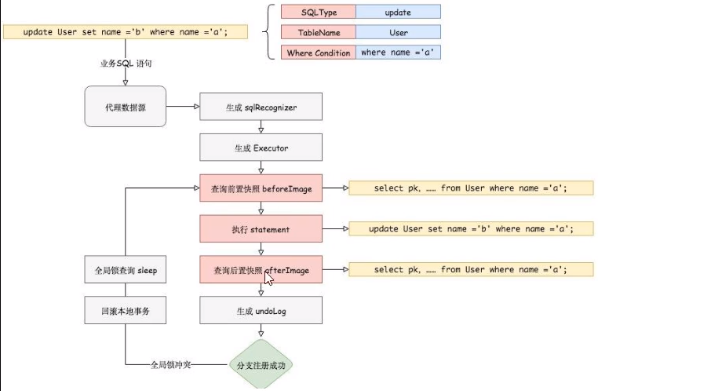 SQLType update
update User set name ='b' where name ='a';
TableName User
Where Condition where name ='a'
业务SQL 语句
代理数据源
生成 sqlRecognizer
生成 Executor
查询前置快照 beforeImage
select pk, …… from User where name ='a';
执行 statement
update User set name ='b' where name ='a';
全局锁查询 sleep
查询后置快照 afterImage
select pk, …… from User where name ='a';
回滚本地事务
生成 undoLog
全局锁冲突
分支注册成功